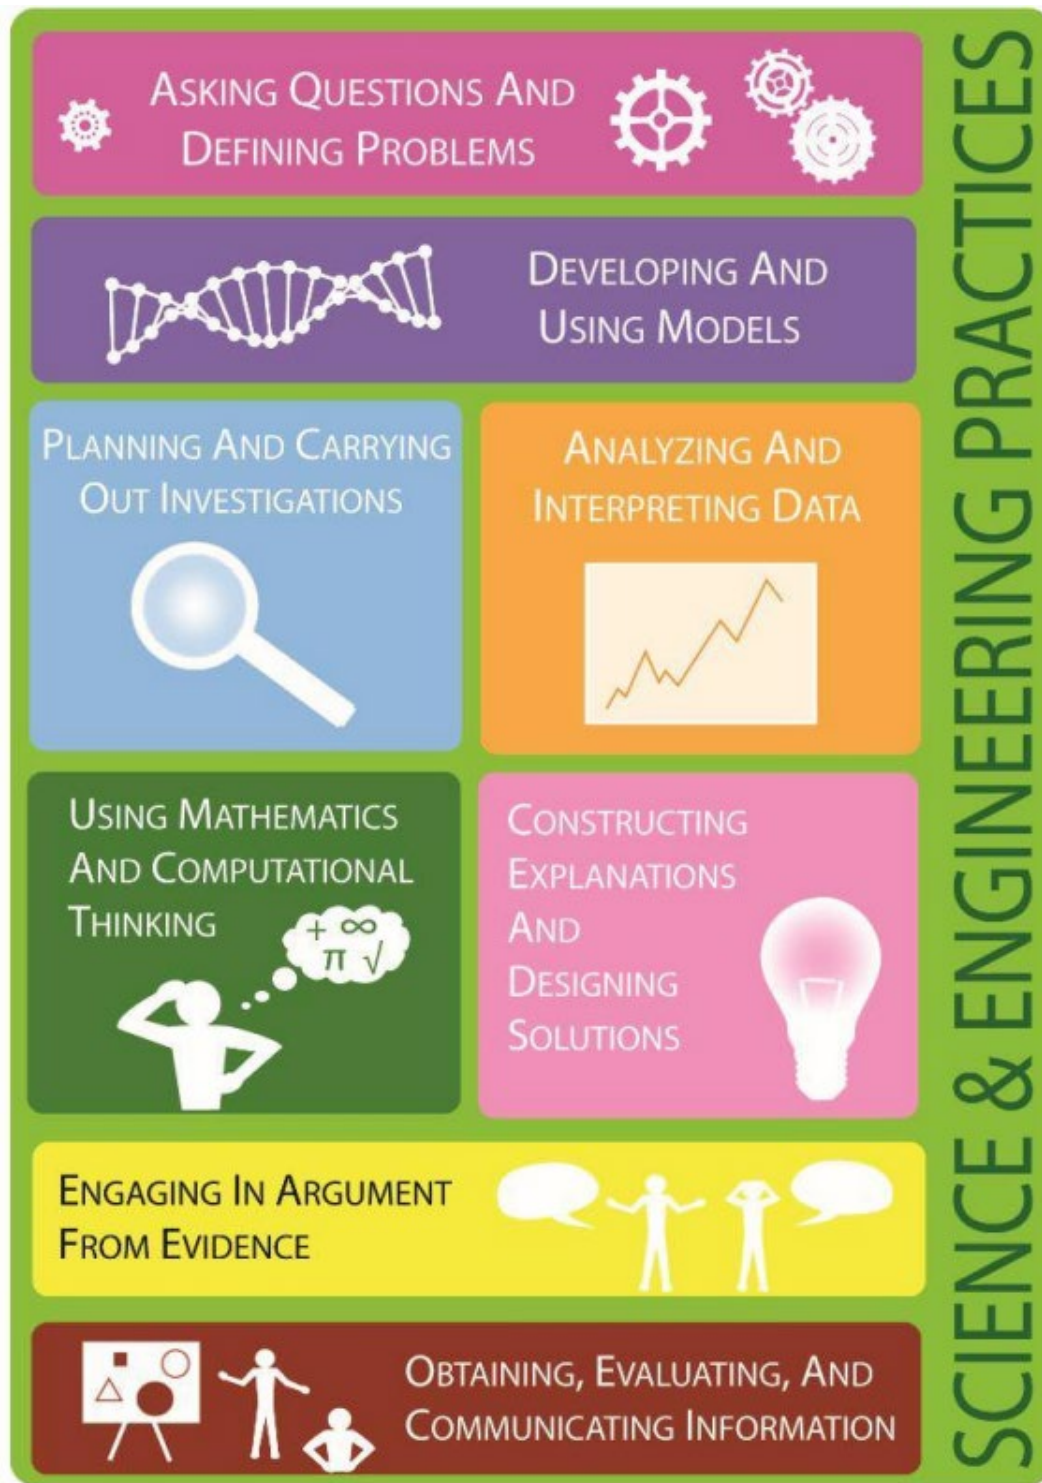 ASKING QUESTIONS AND
DEFINING PROBLEMS
DEVELOPING AND
USING MODELS
PLANNING AND CARRYING
OUT INVESTIGATIONS
ANALYZING AND
INTERPRETING DATA
USING MATHEMATICS
AND COMPUTATIONAL
THINKING
+ ∞
π √
CONSTRUCTING
EXPLANATIONS
AND
DESIGNING
SOLUTIONS
ENGAGING IN ARGUMENT
FROM EVIDENCE
OBTAINING, EVALUATING, AND
COMMUNICATING INFORMATION
SCIENCE & ENGINEERING PRACTICES